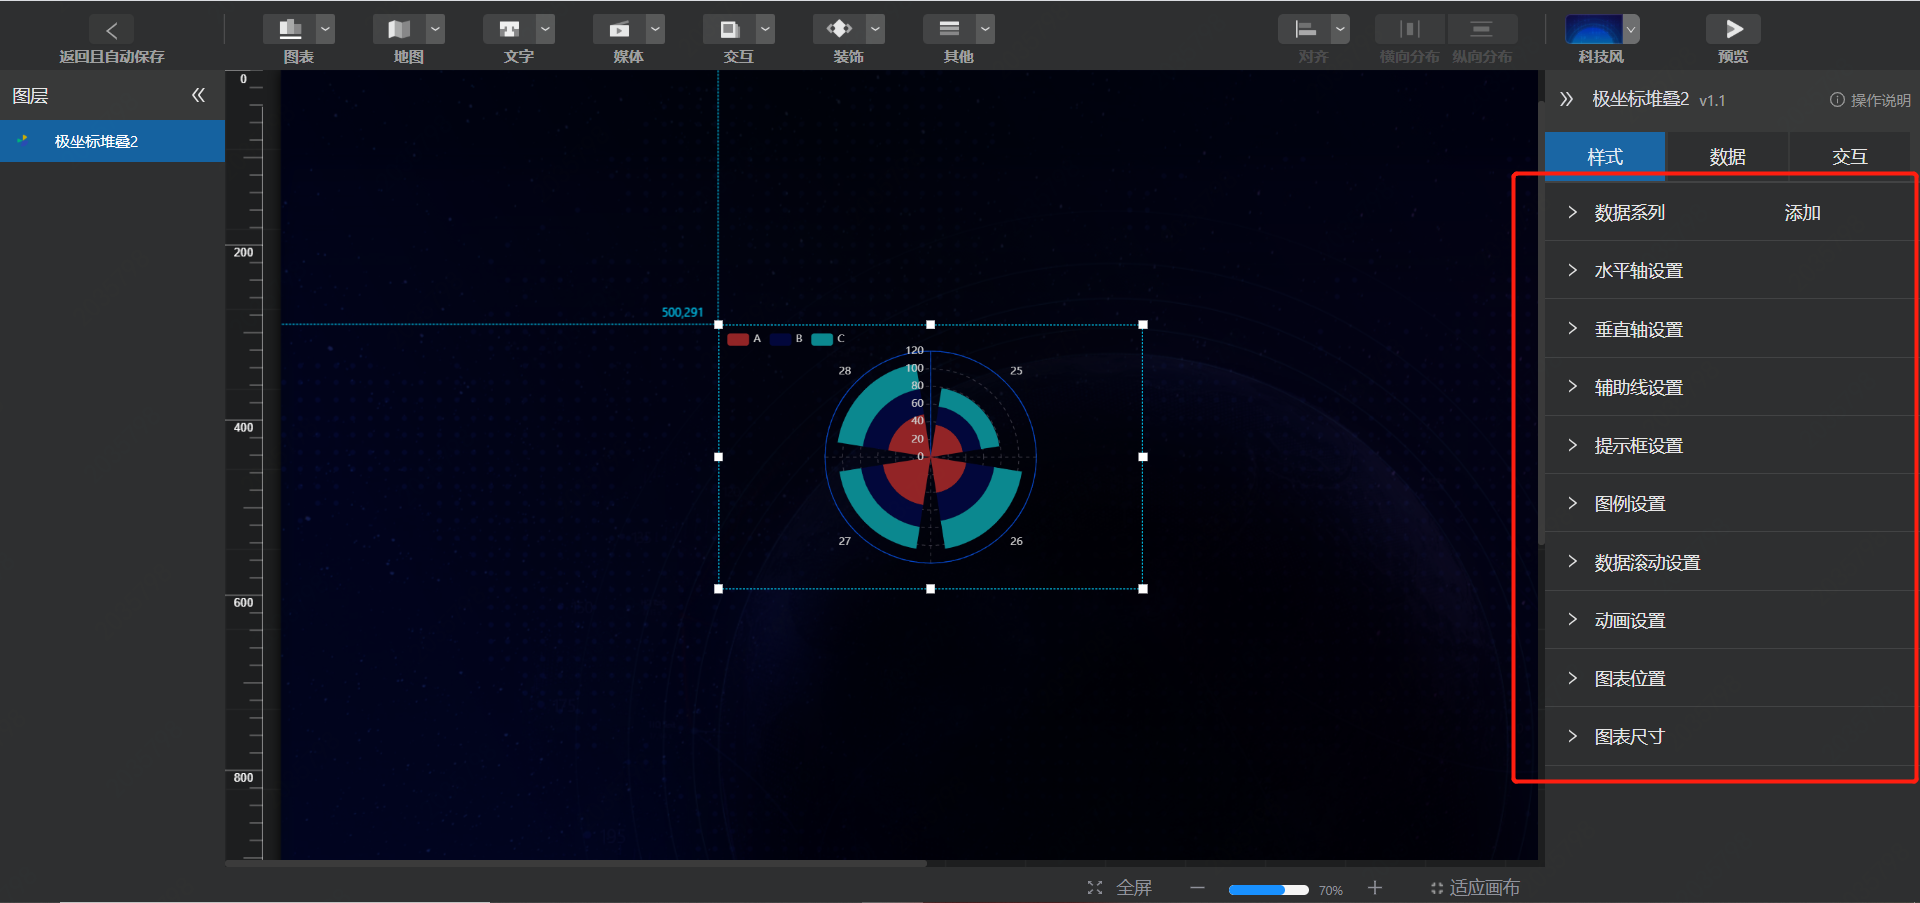 返回且自动保存
图表
地图
文字
媒体
交互
装饰
其他
对齐
横向分布
纵向分布
科技风
预览
图层
极坐标堆叠2
0
200
400
600
800
500,291
A
B
C
120
100
80
60
40
20
0
28
25
27
26
极坐标堆叠2 v1.1
操作说明
样式
数据
交互
数据系列
添加
水平轴设置
垂直轴设置
辅助线设置
提示框设置
图例设置
数据滚动设置
动画设置
图表位置
图表尺寸
全屏
70%
适应画布